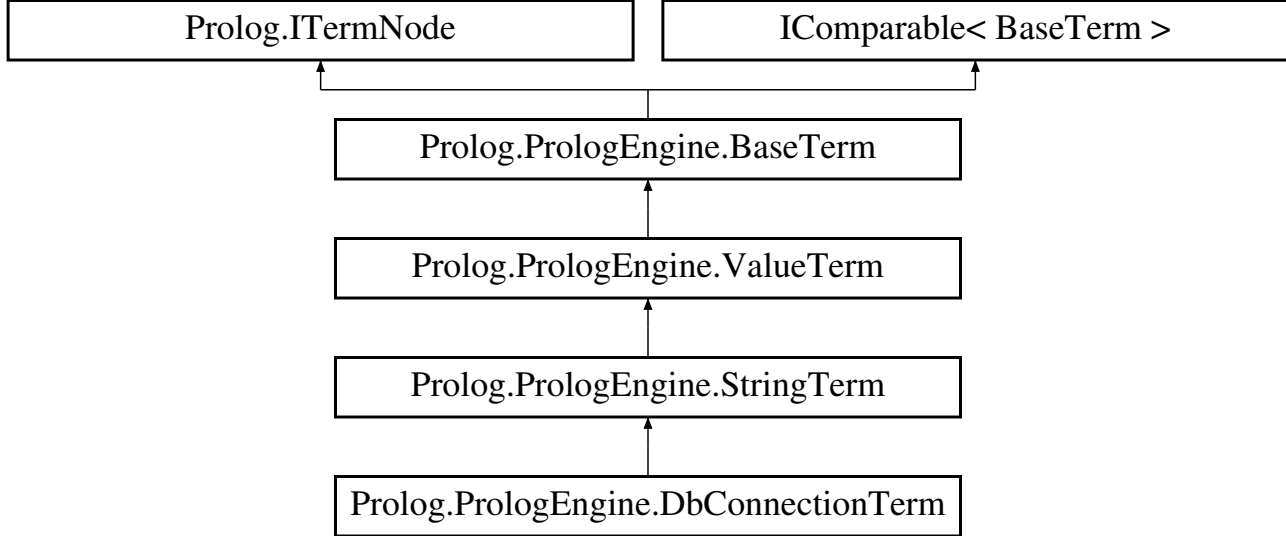 Prolog.ITermNode
IComparable< BaseTerm >
Prolog.PrologEngine.BaseTerm
Prolog.PrologEngine.ValueTerm
Prolog.PrologEngine.StringTerm
Prolog.PrologEngine.DbConnectionTerm